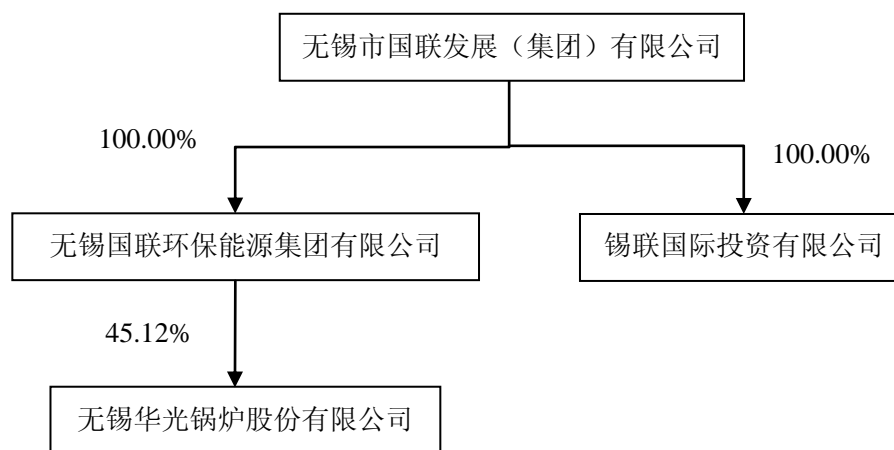 无锡市国联发展（集团）有限公司
100.00%
100.00%
无锡国联环保能源集团有限公司
锡联国际投资有限公司
45.12%
无锡华光锅炉股份有限公司